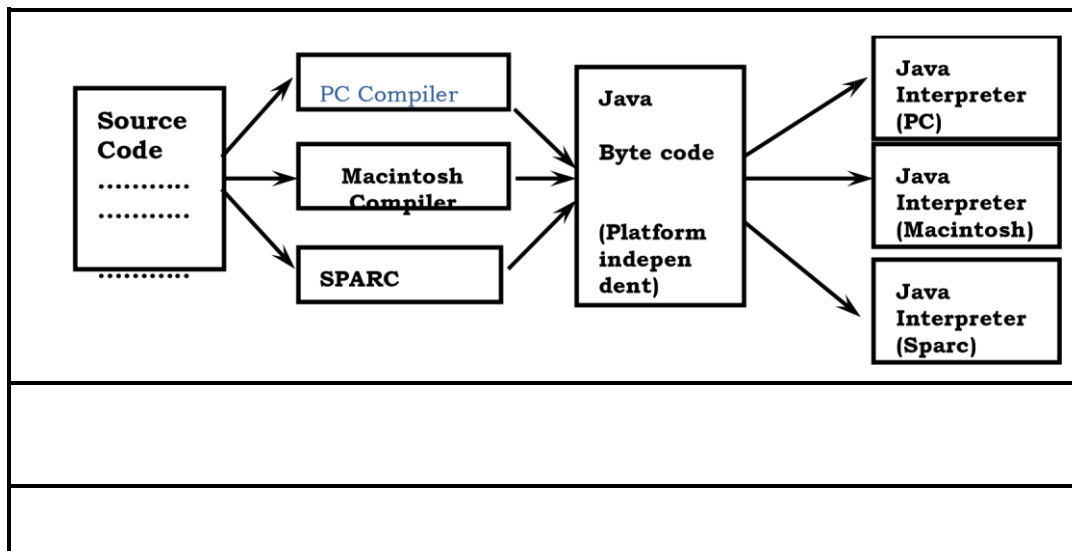 Source
Code
...........
...........
...........
PC Compiler
Macintosh
Compiler
SPARC
Java
Byte code
(Platform
indepen
dent)
Java
Interpreter
(PC)
Java
Interpreter
(Macintosh)
Java
Interpreter
(Sparc)